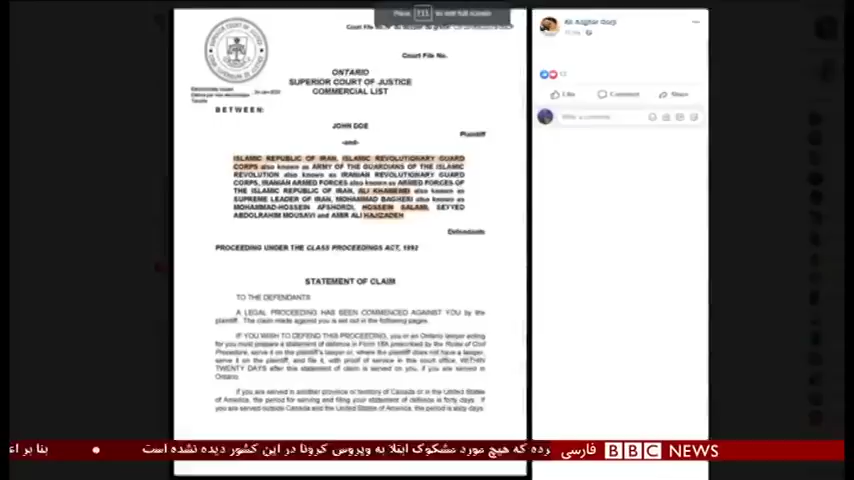 Press F11 to exit full screen
Court File No.
ONTARIO
SUPERIOR COURT OF JUSTICE
COMMERCIAL LIST
BETWEEN:
JOHN DOE
Plaintiff
-and-
ISLAMIC REPUBLIC OF IRAN, ISLAMIC REVOLUTIONARY GUARD
CORPS also known as ARMY OF THE GUARDIANS OF THE ISLAMIC
REVOLUTION also known as IRANIAN REVOLUTIONARY GUARD
CORPS, IRANIAN ARMED FORCES also known as ARMED FORCES OF
THE ISLAMIC REPUBLIC OF IRAN, ALI KHAMENEI also known as
SUPREME LEADER OF IRAN, MOHAMMAD BAGHERI also known as
MOHAMMAD-HOSSEIN AFSHORDI, HOSSEIN SALAMI, SEYYED
ABDOLRAHIM MOUSAVI and AMIR ALI HAJIZADEH
Defendants
PROCEEDING UNDER THE CLASS PROCEEDINGS ACT, 1992
STATEMENT OF CLAIM
TO THE DEFENDANTS
A LEGAL PROCEEDING HAS BEEN COMMENCED AGAINST YOU by the
plaintiff. The claim made against you is set out in the following pages.
IF YOU WISH TO DEFEND THIS PROCEEDING, you or an Ontario lawyer acting
for you must prepare a statement of defence in Form 18A prescribed by the Rules of Civil
Procedure, serve it on the plaintiff's lawyer or, where the plaintiff does not have a lawyer,
serve it on the plaintiff, and file it, with proof of service in this court office, WITHIN
TWENTY DAYS after this statement of claim is served on you, if you are served in
Ontario.
If you are served in another province or territory of Canada or in the United States
of America, the period for serving and filing your statement of defence is forty days. If
you are served outside Canada and the United States of America, the period is sixty days.
Like Comment Share
Write a comment...
بنا بر اع • کرده که هیچ مورد مشکوک ابتلا به ویروس کرونا در این کشور دیده نشده است
فارسی BBC NEWS